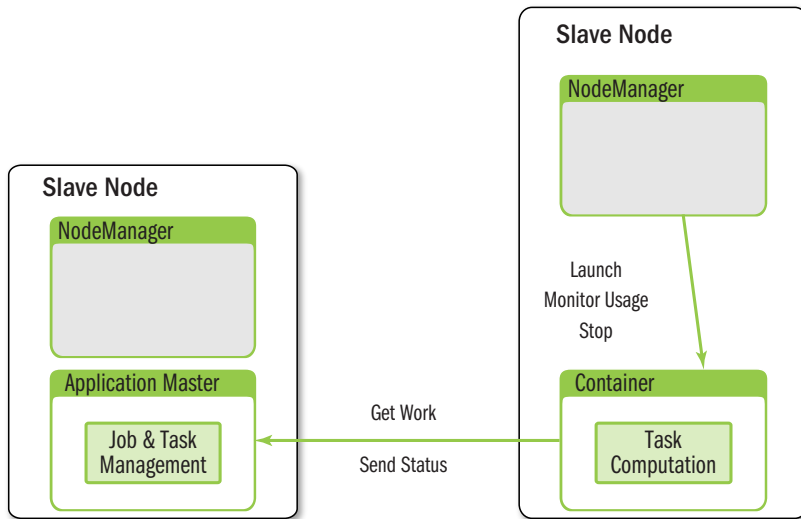 Slave Node
NodeManager
Application Master
Job & Task
Management
Get Work
Send Status
Slave Node
NodeManager
Launch
Monitor Usage
Stop
Container
Task
Computation